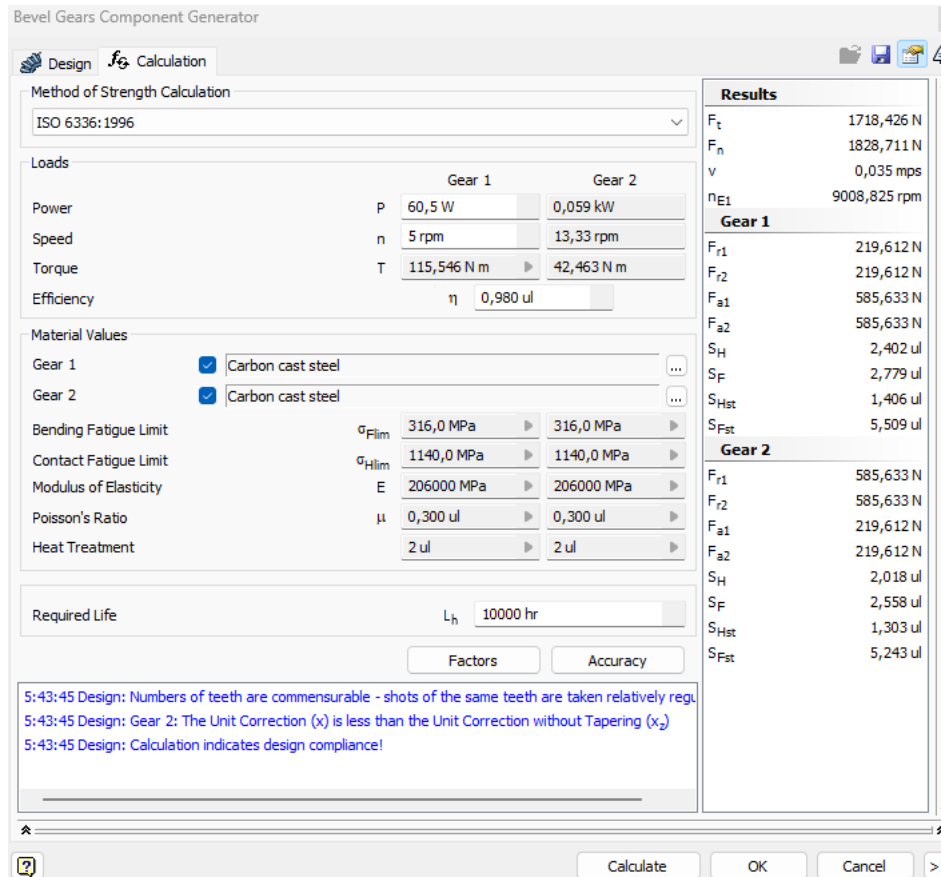 Bevel Gears Component Generator
Design
Calculation
Method of Strength Calculation
ISO 6336:1996
Loads
Gear 1 Gear 2
Power P 60,5 W 0,059 kW
Speed n 5 rpm 13,33 rpm
Torque T 115,546 N m 42,463 N m
Efficiency η 0,980 ul
Material Values
Gear 1 Carbon cast steel ...
Gear 2 Carbon cast steel ...
Bending Fatigue Limit σFlim 316,0 MPa 316,0 MPa
Contact Fatigue Limit σHlim 1140,0 MPa 1140,0 MPa
Modulus of Elasticity E 206000 MPa 206000 MPa
Poisson's Ratio μ 0,300 ul 0,300 ul
Heat Treatment 2 ul 2 ul
Required Life Lh 10000 hr
Factors Accuracy
5:43:45 Design: Numbers of teeth are commensurable - shots of the same teeth are taken relatively regu
5:43:45 Design: Gear 2: The Unit Correction (x) is less than the Unit Correction without Tapering (xz)
5:43:45 Design: Calculation indicates design compliance!
Results
Ft 1718,426 N
Fn 1828,711 N
v 0,035 mps
nE1 9008,825 rpm
Gear 1
Fr1 219,612 N
Fr2 219,612 N
Fa1 585,633 N
Fa2 585,633 N
SH 2,402 ul
SF 2,779 ul
SHst 1,406 ul
SFst 5,509 ul
Gear 2
Fr1 585,633 N
Fr2 585,633 N
Fa1 219,612 N
Fa2 219,612 N
SH 2,018 ul
SF 2,558 ul
SHst 1,303 ul
SFst 5,243 ul
Calculate OK Cancel >